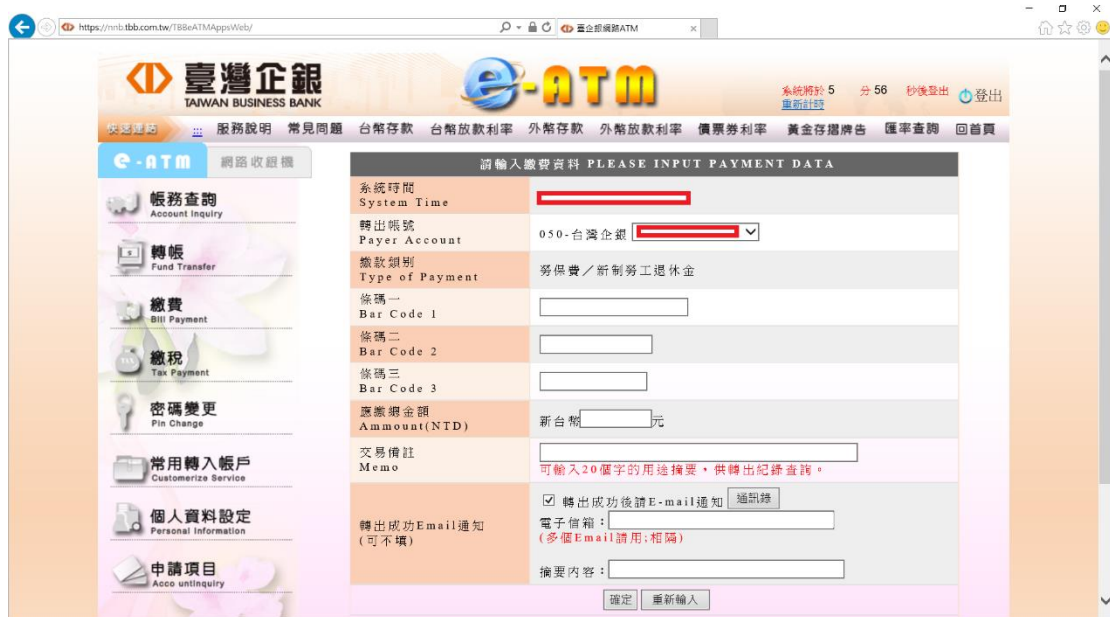 https://nnb.tbb.com.tw/TBBeATMAppsWeb/
臺企銀網路ATM
臺灣企銀
TAIWAN BUSINESS BANK
e-ATM
系統將於 5 分 56 秒後登出
重新計時
登出
快速連結 ::: 服務說明 常見問題 台幣存款 台幣放款利率 外幣存款 外幣放款利率 債票券利率 黃金存摺牌告 匯率查詢 回首頁
e-ATM 網路收銀機
帳務查詢
Account Inquiry
轉帳
Fund Transfer
繳費
Bill Payment
繳稅
Tax Payment
密碼變更
Pin Change
常用轉入帳戶
Customerize Service
個人資料設定
Personal Information
申請項目
Acco untinquiry
請輸入繳費資料 PLEASE INPUT PAYMENT DATA
系統時間
System Time
轉出帳號
Payer Account
050-台灣企銀
繳款類別
Type of Payment
勞保費/新制勞工退休金
條碼一
Bar Code 1
條碼二
Bar Code 2
條碼三
Bar Code 3
應繳總金額
Ammount(NTD)
新台幣 元
交易備註
Memo
可輸入20個字的用途摘要,供轉出紀錄查詢。
轉出成功Email通知
(可不填)
轉出成功後請E-mail通知 通訊錄
電子信箱:
(多個Email請用;相隔)
摘要內容:
確定 重新輸入